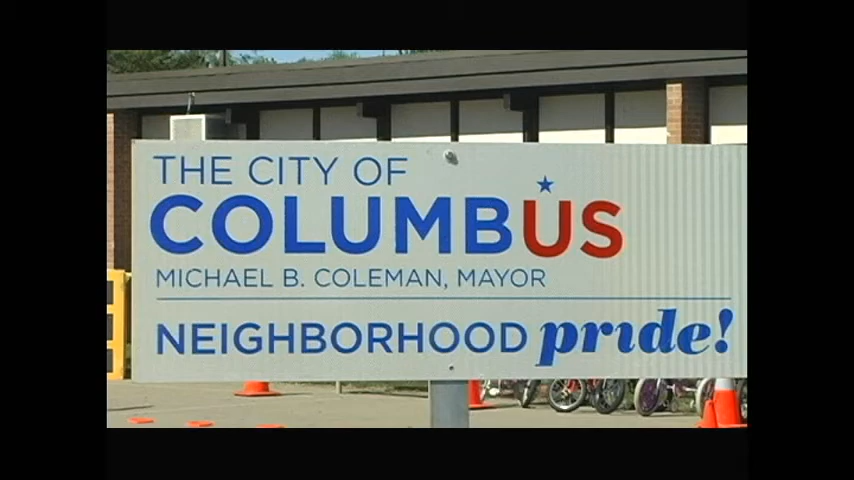 THE CITY OF
COLUMBUS
MICHAEL B. COLEMAN, MAYOR
NEIGHBORHOOD pride!